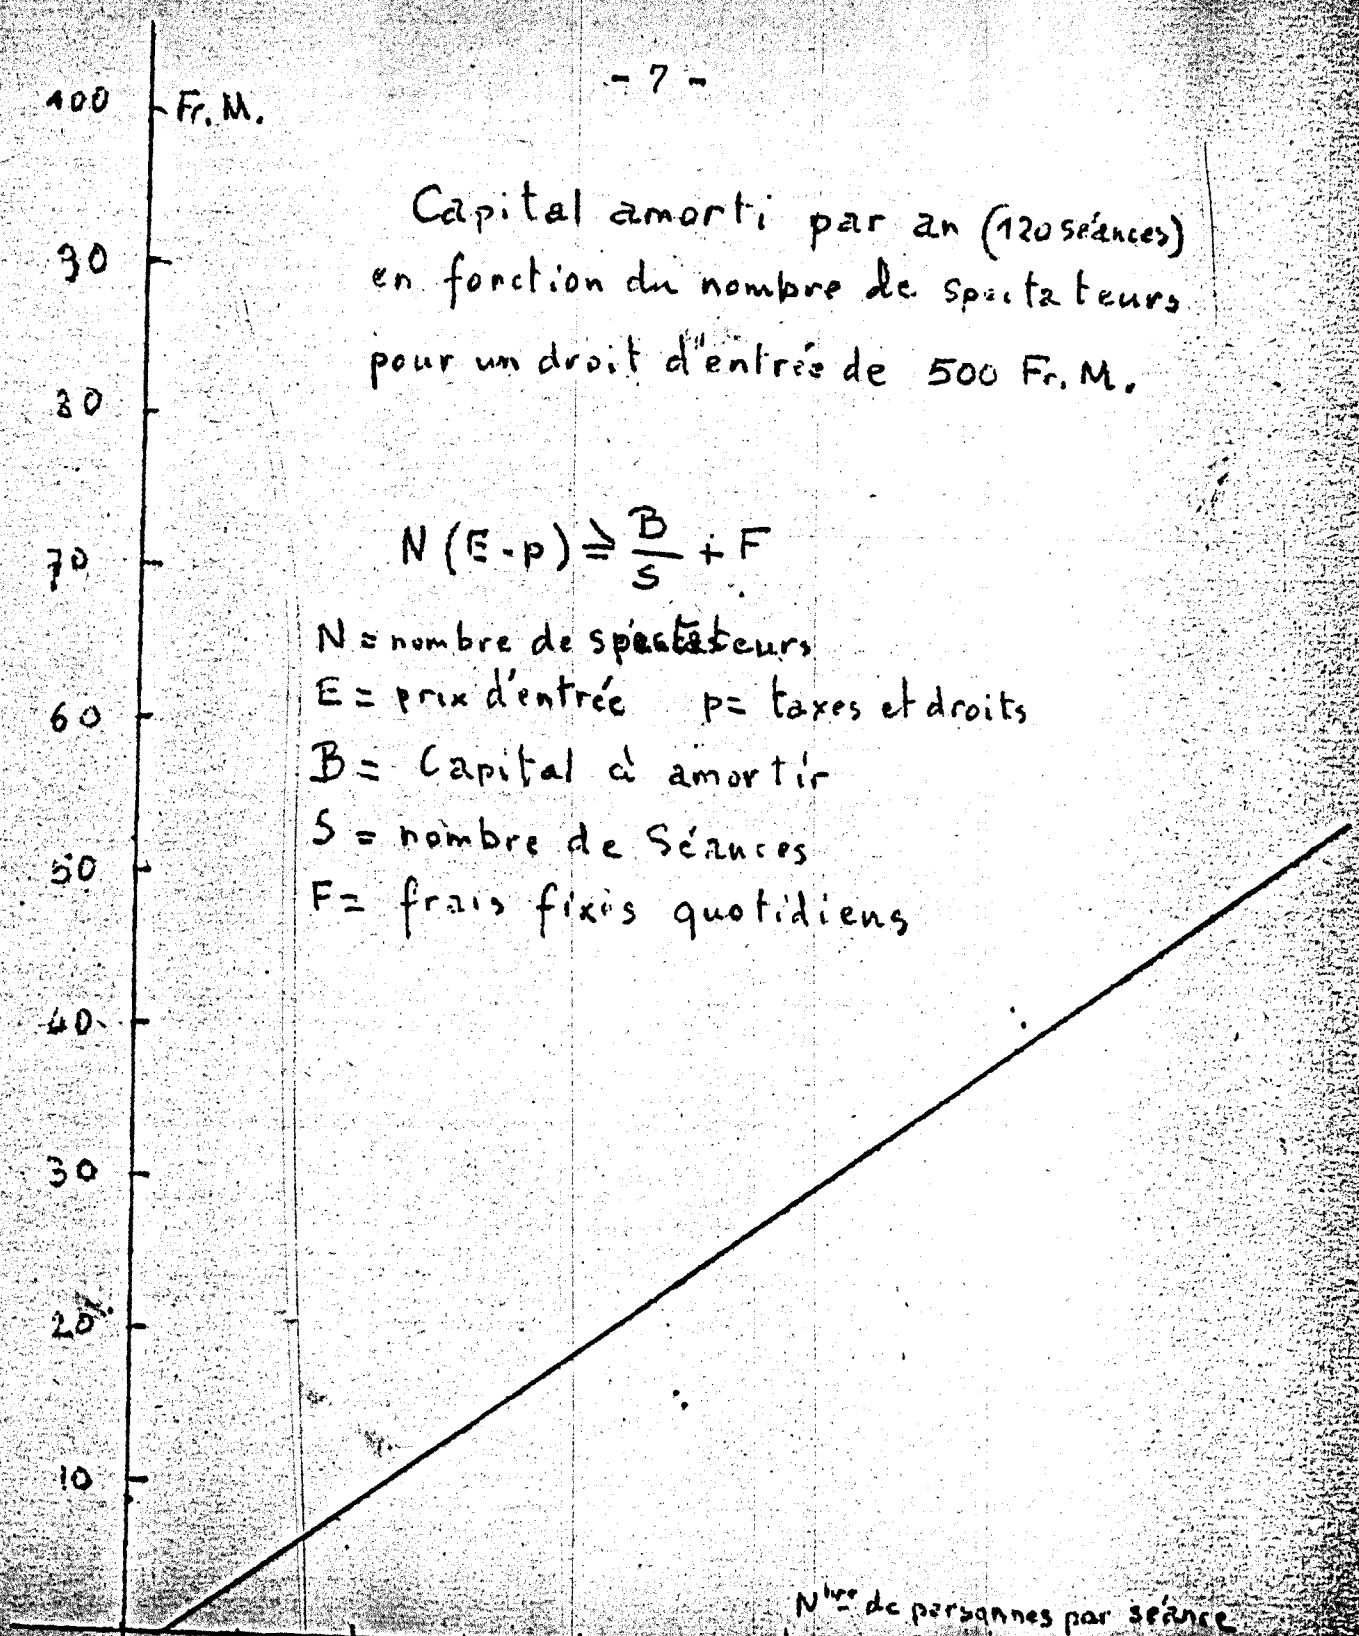 - 7 -
100 Fr. M.
Capital amorti par an (120 séances)
90
en fonction du nombre de spectateurs
pour un droit d'entrée de 500 Fr. M.
80
N (E - p) ≥ B/S + F
70
N = nombre de spectateurs
E = prix d'entrée p = taxes et droits
60
B = Capital à amortir
S = nombre de Séances
50
F = frais fixes quotidiens
40
30
20
10
Nbre de personnes par séance